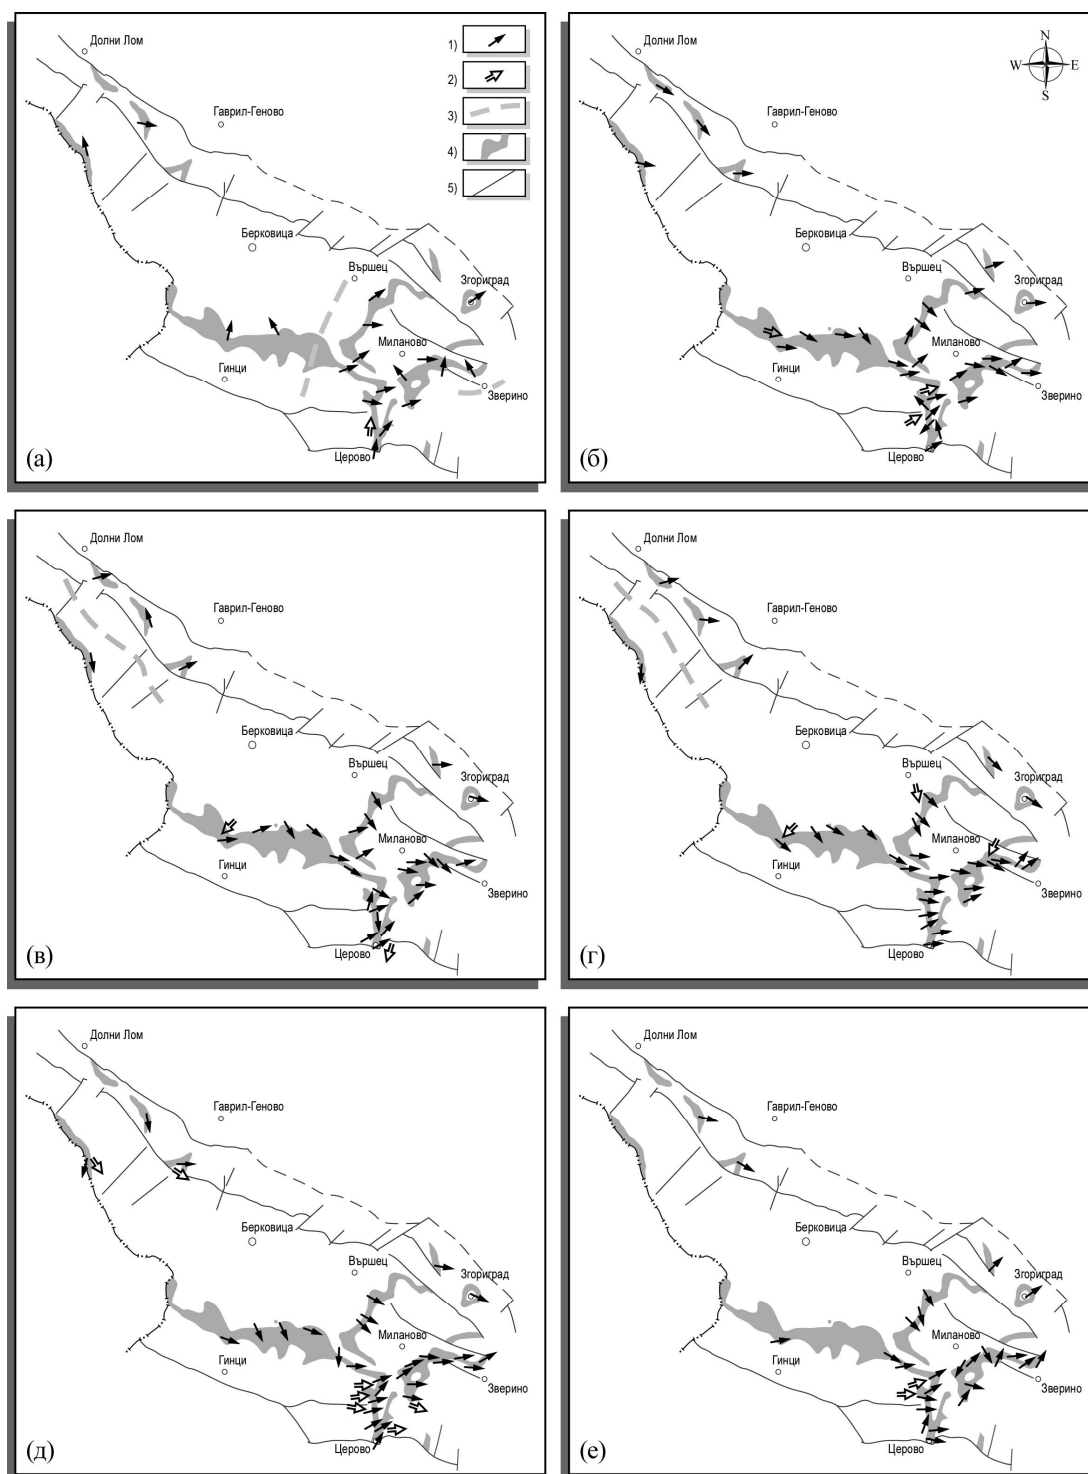 Долни Лом
1)
2)
Гаврил-Геново
3)
4)
5)
Берковица
Вършец
Згориград
Миланово
Гинци
Зверино
Церово
(а)
N
W E
S
Долни Лом
Гаврил-Геново
Берковица
Вършец
Згориград
Миланово
Гинци
Зверино
Церово
(б)
Долни Лом
Гаврил-Геново
Берковица
Вършец
Згориград
Миланово
Гинци
Зверино
Церово
(в)
Долни Лом
Гаврил-Геново
Берковица
Вършец
Згориград
Миланово
Гинци
Зверино
Церово
(г)
Долни Лом
Гаврил-Геново
Берковица
Вършец
Згориград
Миланово
Гинци
Зверино
Церово
(д)
Долни Лом
Гаврил-Геново
Берковица
Вършец
Згориград
Миланово
Гинци
Зверино
Церово
(е)